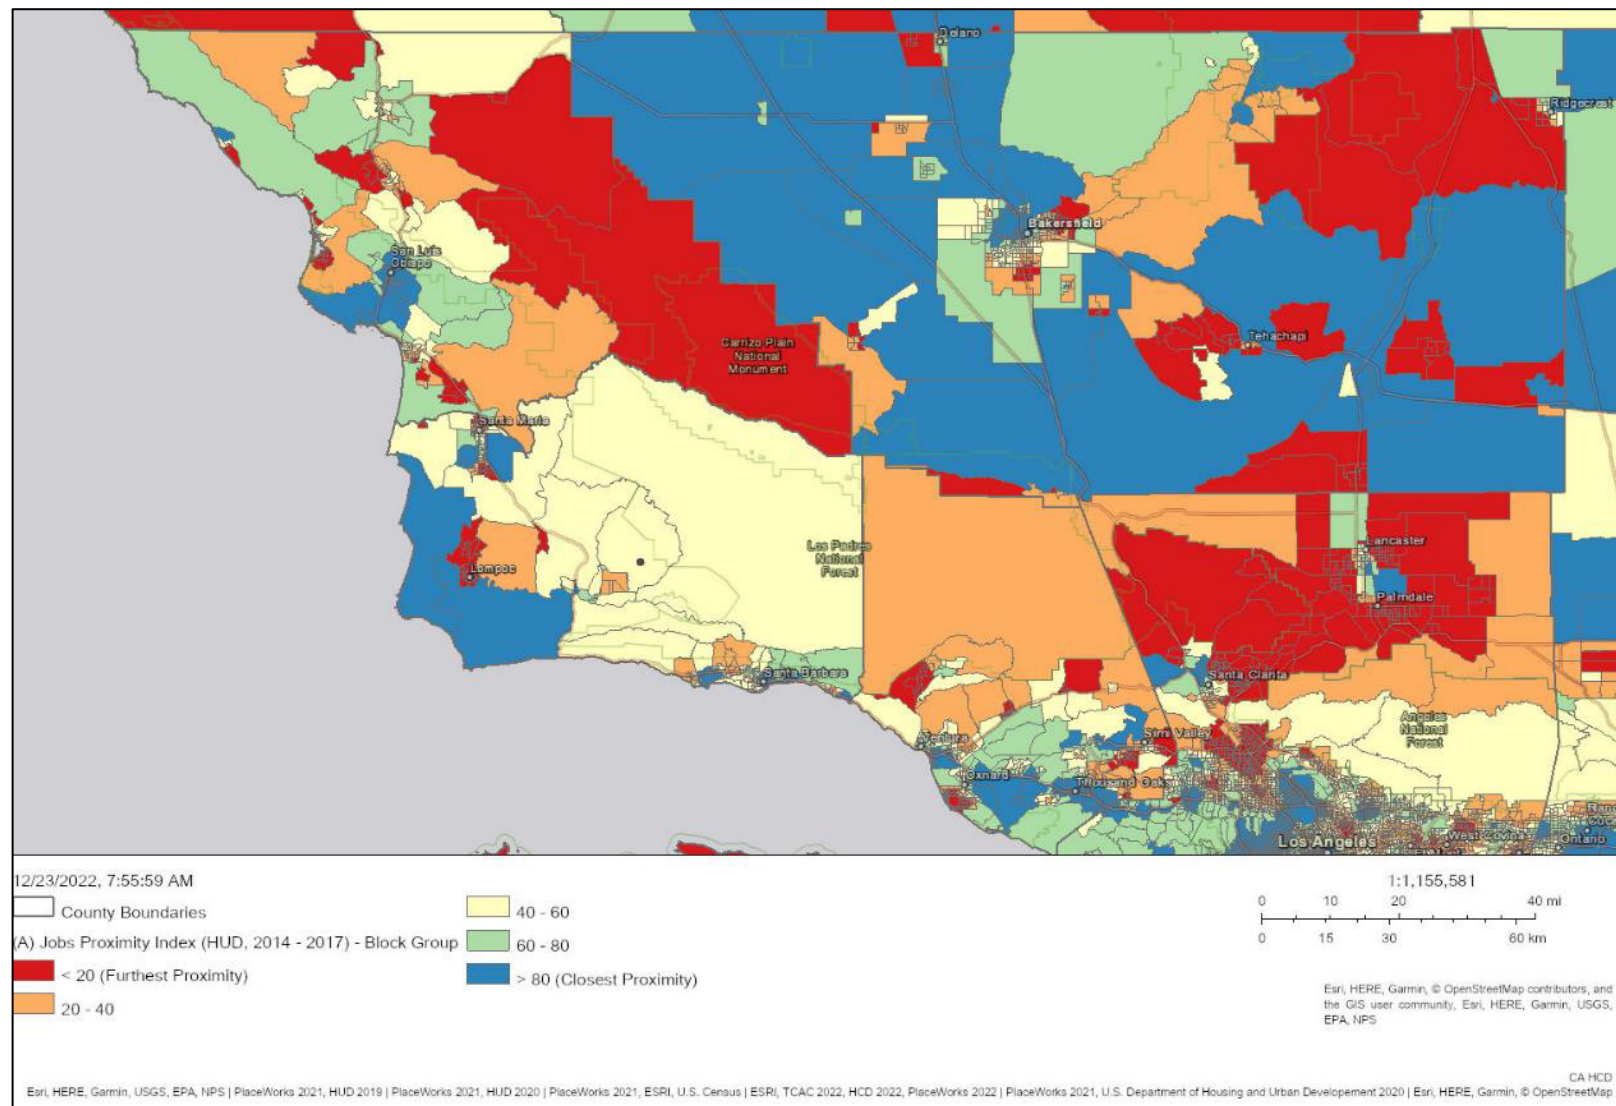 Delano
Ridgecrest
Bakersfield
San Luis
Obispo
Tehachapi
Carrizo Plain
National
Monument
Santa Maria
Los Padres
National
Forest
Lancaster
Lompoc
Palmdale
Santa Barbara
Santa Clarita
Angeles
National
Forest
Ventura
Simi Valley
Oxnard
Thousand Oaks
Los Angeles
West Covina
Ontario
12/23/2022, 7:55:59 AM
County Boundaries
(A) Jobs Proximity Index (HUD, 2014 - 2017) - Block Group
< 20 (Furthest Proximity)
20 - 40
40 - 60
60 - 80
> 80 (Closest Proximity)
1:1,155,581
0 10 20 40 mi
0 15 30 60 km
Esri, HERE, Garmin, © OpenStreetMap contributors, and
the GIS user community, Esri, HERE, Garmin, USGS,
EPA, NPS
CA HCD
Esri, HERE, Garmin, USGS, EPA, NPS | PlaceWorks 2021, HUD 2019 | PlaceWorks 2021, HUD 2020 | PlaceWorks 2021, ESRI, U.S. Census | ESRI, TCAC 2022, HCD 2022, PlaceWorks 2022 | PlaceWorks 2021, U.S. Department of Housing and Urban Developement 2020 | Esri, HERE, Garmin, © OpenStreetMap